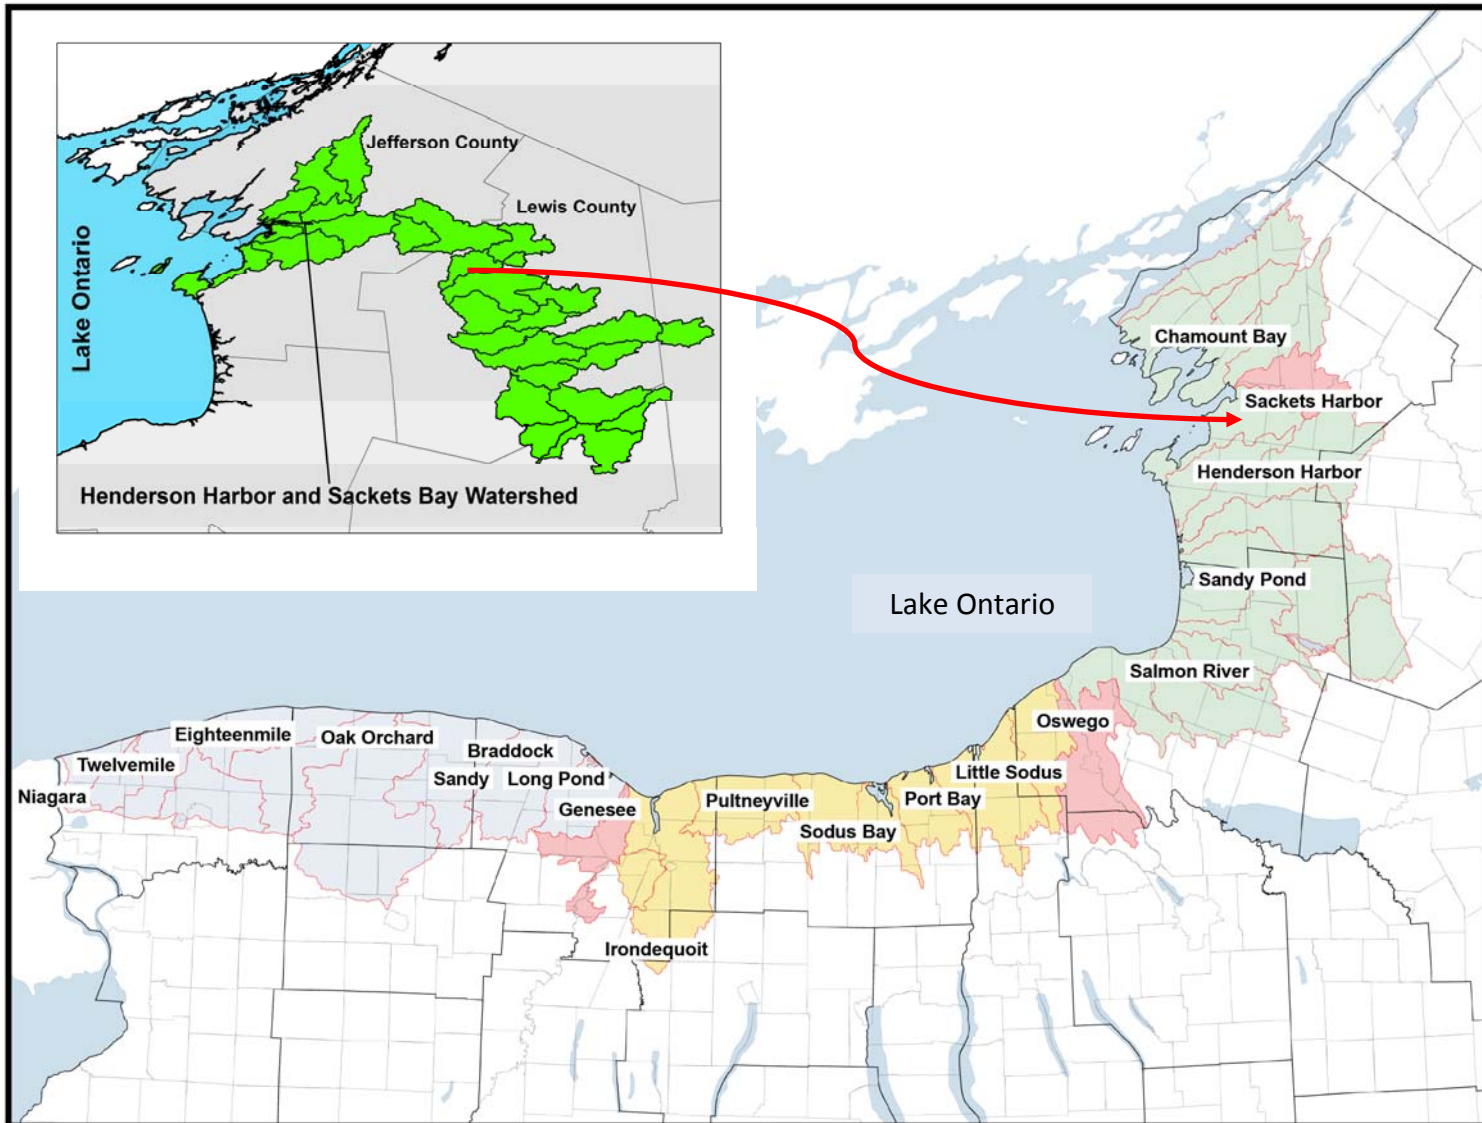 Jefferson County
Lewis County
Lake Ontario
Henderson Harbor and Sackets Bay Watershed
Chamount Bay
Sackets Harbor
Henderson Harbor
Sandy Pond
Lake Ontario
Salmon River
Oswego
Eighteenmile
Oak Orchard
Braddock
Twelvemile
Sandy
Long Pond
Little Sodus
Niagara
Genesee
Pultneyville
Port Bay
Sodus Bay
Irondequoit